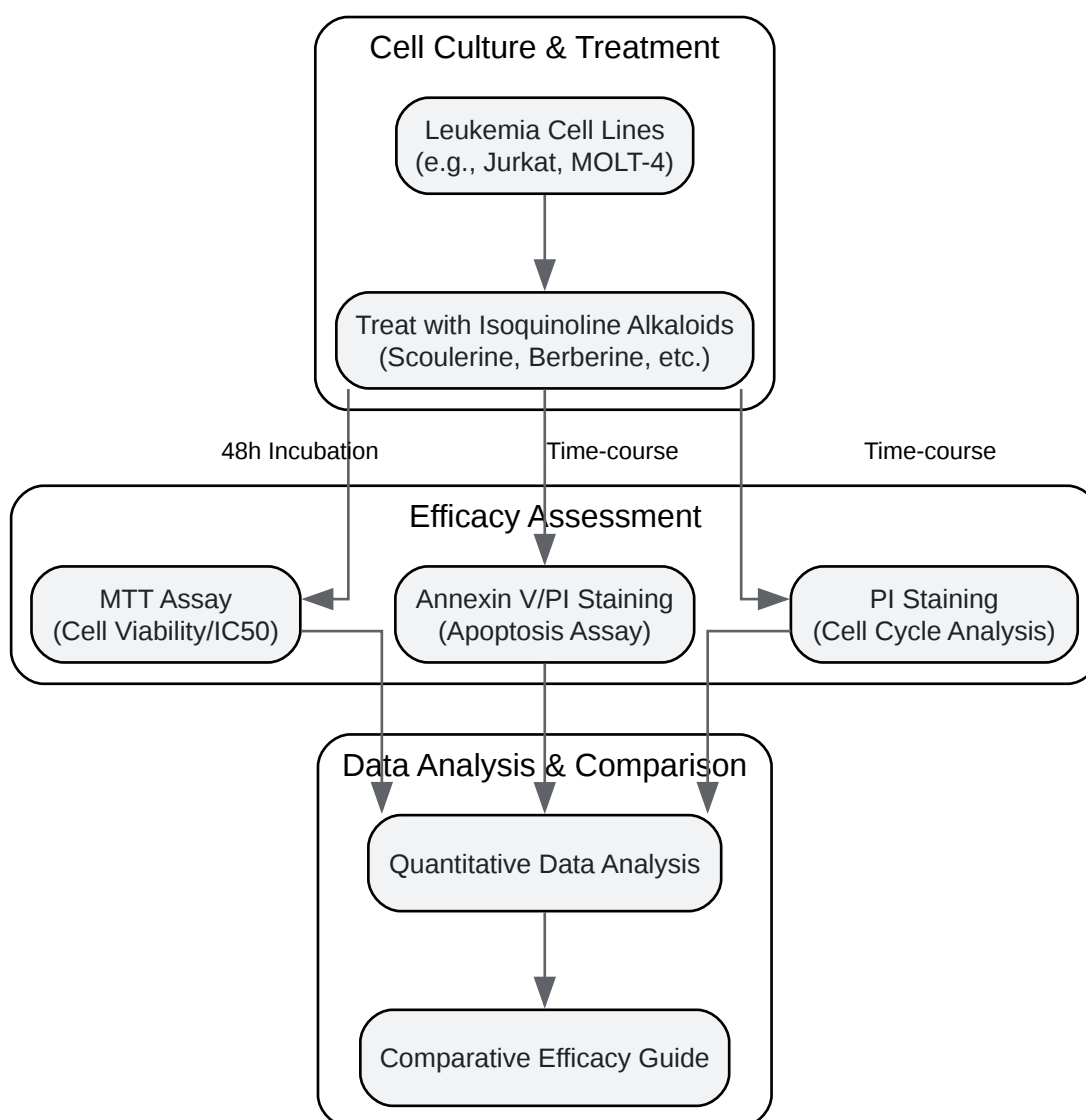 Cell Culture & Treatment
Leukemia Cell Lines
(e.g., Jurkat, MOLT-4)
Treat with Isoquinoline Alkaloids
(Scoulerine, Berberine, etc.)
48h Incubation
Time-course
Time-course
Efficacy Assessment
MTT Assay
(Cell Viability/IC50)
Annexin V/PI Staining
(Apoptosis Assay)
PI Staining
(Cell Cycle Analysis)
Data Analysis & Comparison
Quantitative Data Analysis
Comparative Efficacy Guide